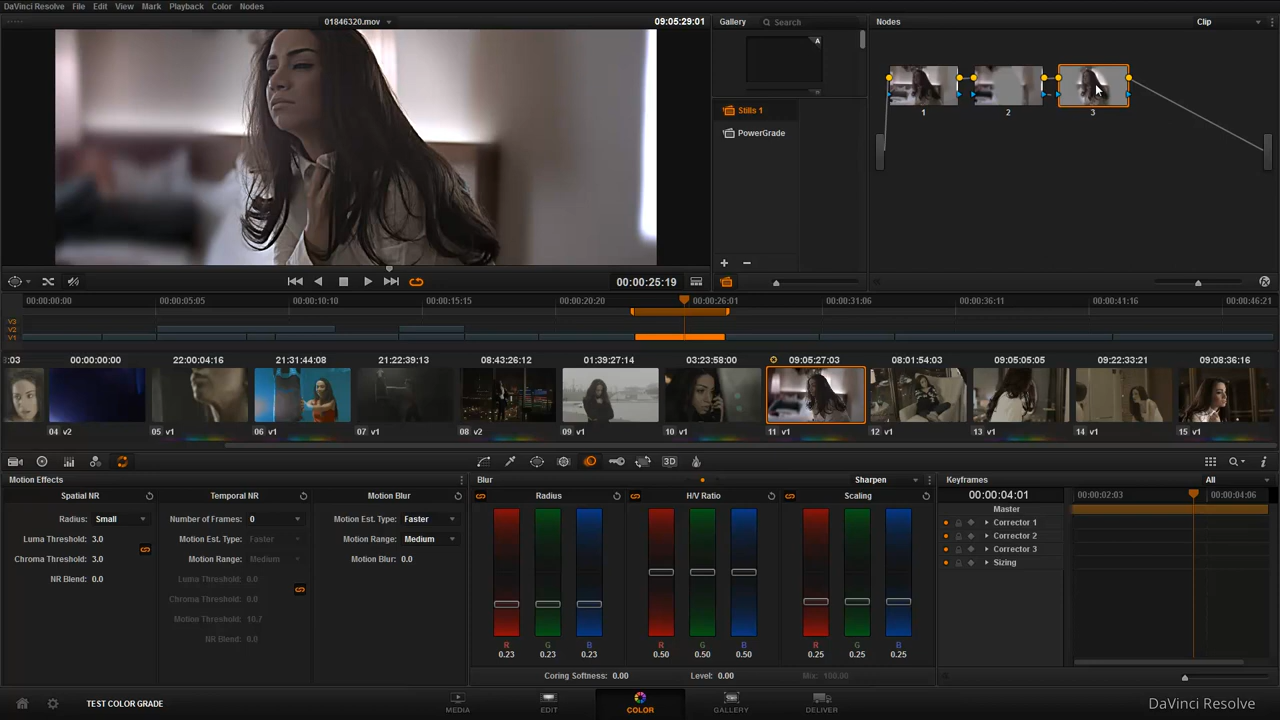 DaVinci Resolve File Edit View Mark Playback Color Nodes
01846320.mov 09:05:29:01 Gallery Search Nodes Clip
A
Stills 1
PowerGrade
1 2 3
00:00:25:19
00:00:00:00 00:00:05:05 00:00:10:10 00:00:15:15 00:00:20:20 00:00:26:01 00:00:31:06 00:00:36:11 00:00:41:16 00:00:46:21
V3
V2
V1
:03 00:00:00:00 22:00:04:16 21:31:44:08 21:22:39:13 08:43:26:12 01:39:27:14 03:23:58:00 09:05:27:03 08:01:54:03 09:05:05:05 09:22:33:21 09:08:36:16
04 v2 05 v1 06 v1 07 v1 08 v2 09 v1 10 v1 11 v1 12 v1 13 v1 14 v1 15 v1
3D
Motion Effects Blur Sharpen Keyframes All
Spatial NR Temporal NR Motion Blur Radius H/V Ratio Scaling 00:00:04:01 00:00:02:03 00:00:04:06
Master
Radius: Small Number of Frames: 0 Motion Est. Type: Faster Corrector 1
Luma Threshold: 3.0 Motion Est. Type: Faster Motion Range: Medium Corrector 2
Chroma Threshold: 3.0 Motion Range: Medium Motion Blur: 0.0 Corrector 3
NR Blend: 0.0 Luma Threshold: 0.0 Sizing
Chroma Threshold: 0.0
Motion Threshold: 10.7
NR Blend: 0.0
R G B R G B R G B
0.23 0.23 0.23 0.50 0.50 0.50 0.25 0.25 0.25
Coring Softness: 0.00 Level: 0.00 Mix: 100.00
TEST COLOR GRADE MEDIA EDIT COLOR GALLERY DELIVER DaVinci Resolve